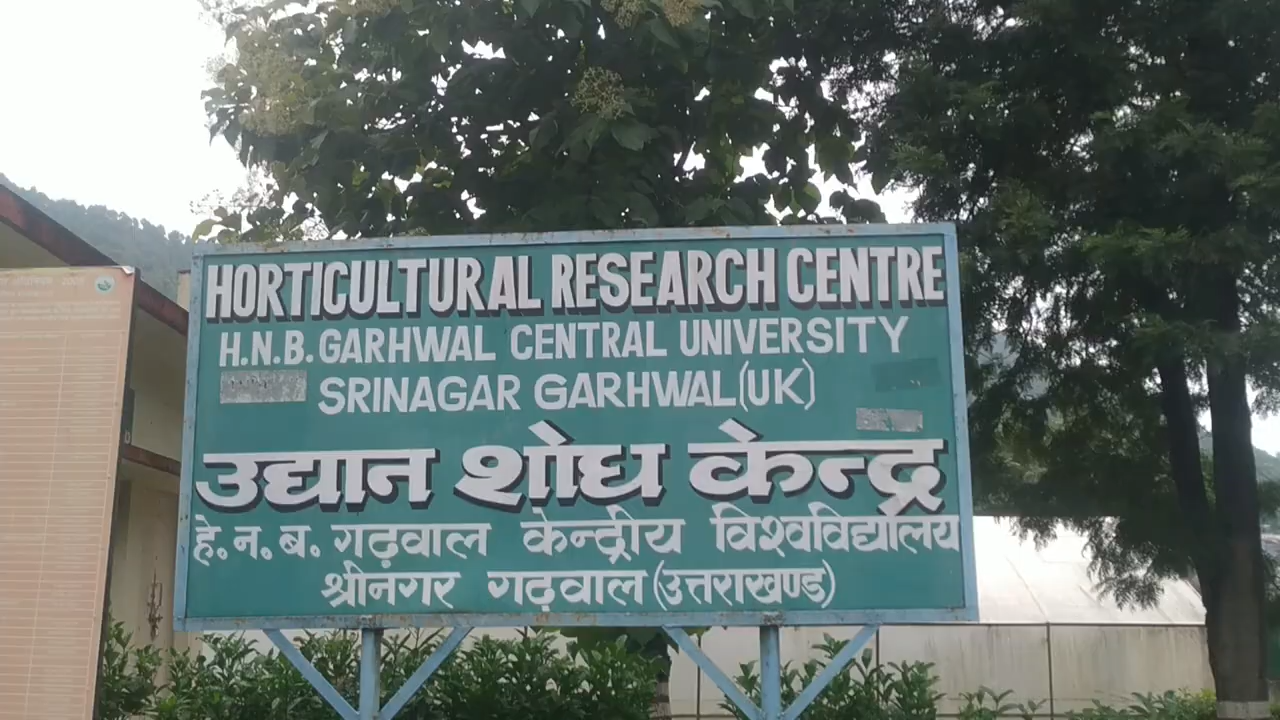 HORTICULTURAL RESEARCH CENTRE
H.N.B. GARHWAL CENTRAL UNIVERSITY
SRINAGAR GARHWAL (UK)
उद्यान शोध केन्द्र
हे. न. ब. गढ़वाल केन्द्रीय विश्वविद्यालय
श्रीनगर गढ़वाल (उत्तराखण्ड)